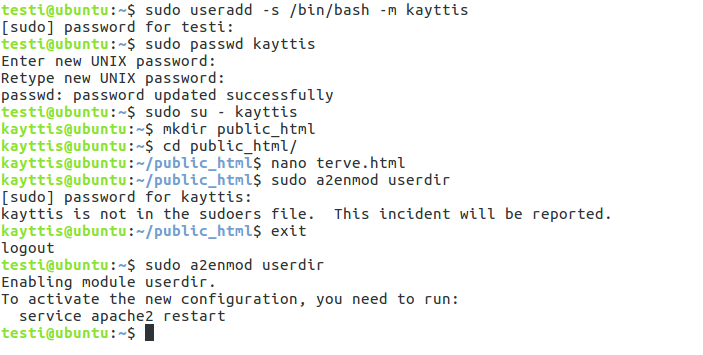 testi@ubuntu:~$ sudo useradd -s /bin/bash -m kayttis
[sudo] password for testi:
testi@ubuntu:~$ sudo passwd kayttis
Enter new UNIX password:
Retype new UNIX password:
passwd: password updated successfully
testi@ubuntu:~$ sudo su - kayttis
kayttis@ubuntu:~$ mkdir public_html
kayttis@ubuntu:~$ cd public_html/
kayttis@ubuntu:~/public_html$ nano terve.html
kayttis@ubuntu:~/public_html$ sudo a2enmod userdir
[sudo] password for kayttis:
kayttis is not in the sudoers file.  This incident will be reported.
kayttis@ubuntu:~/public_html$ exit
logout
testi@ubuntu:~$ sudo a2enmod userdir
Enabling module userdir.
To activate the new configuration, you need to run:
  service apache2 restart
testi@ubuntu:~$